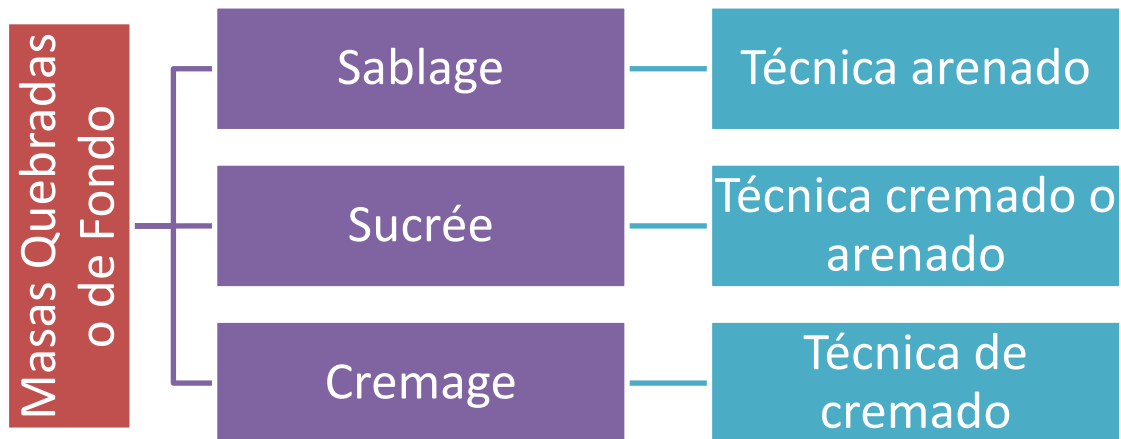 Masas Quebradas
o de Fondo
Sablage
Técnica arenado
Sucrée
Técnica cremado o
arenado
Cremage
Técnica de
cremado